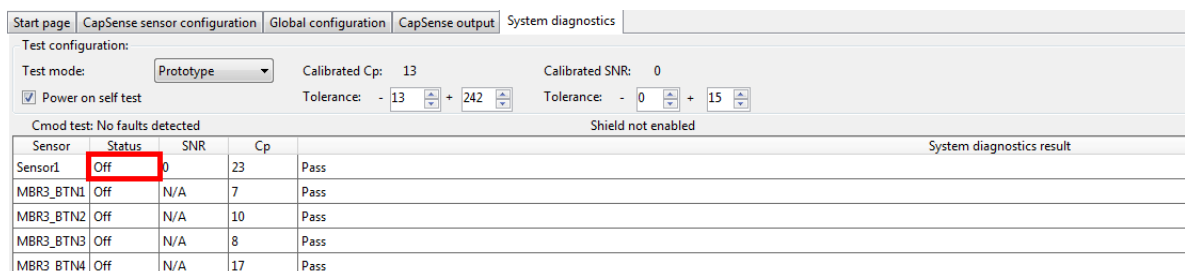 Start page CapSense sensor configuration Global configuration CapSense output System diagnostics
Test configuration:
Test mode: Prototype Calibrated Cp: 13 Calibrated SNR: 0
Power on self test Tolerance: - 13 + 242 Tolerance: - 0 + 15
Cmod test: No faults detected Shield not enabled
Sensor Status SNR Cp System diagnostics result
Sensor1 Off 0 23 Pass
MBR3_BTN1 Off N/A 7 Pass
MBR3_BTN2 Off N/A 10 Pass
MBR3_BTN3 Off N/A 8 Pass
MBR3_BTN4 Off N/A 17 Pass